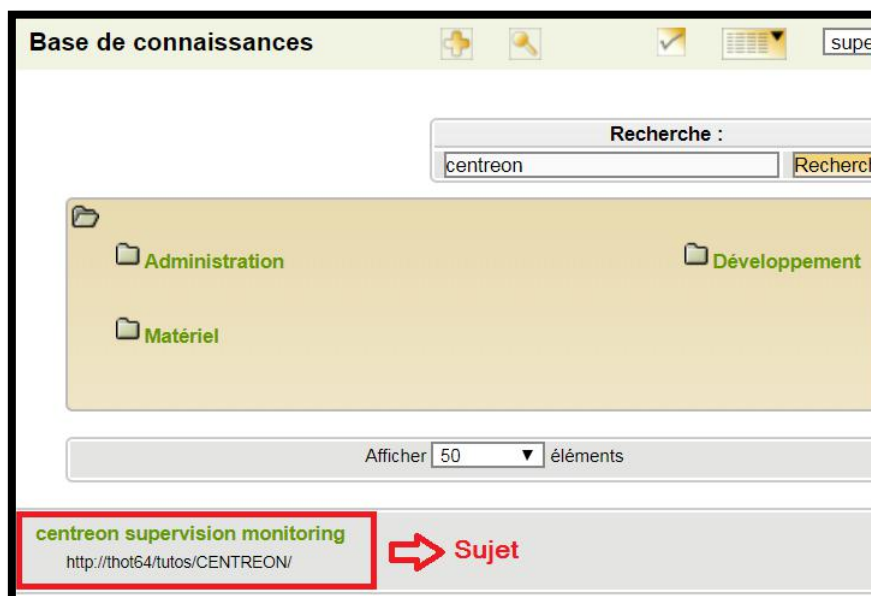 Base de connaissances
Recherche :
centreon
Administration
Développement
Matériel
Afficher 50 éléments
centreon supervision monitoring
http://thot64/tutos/CENTREON/
Sujet